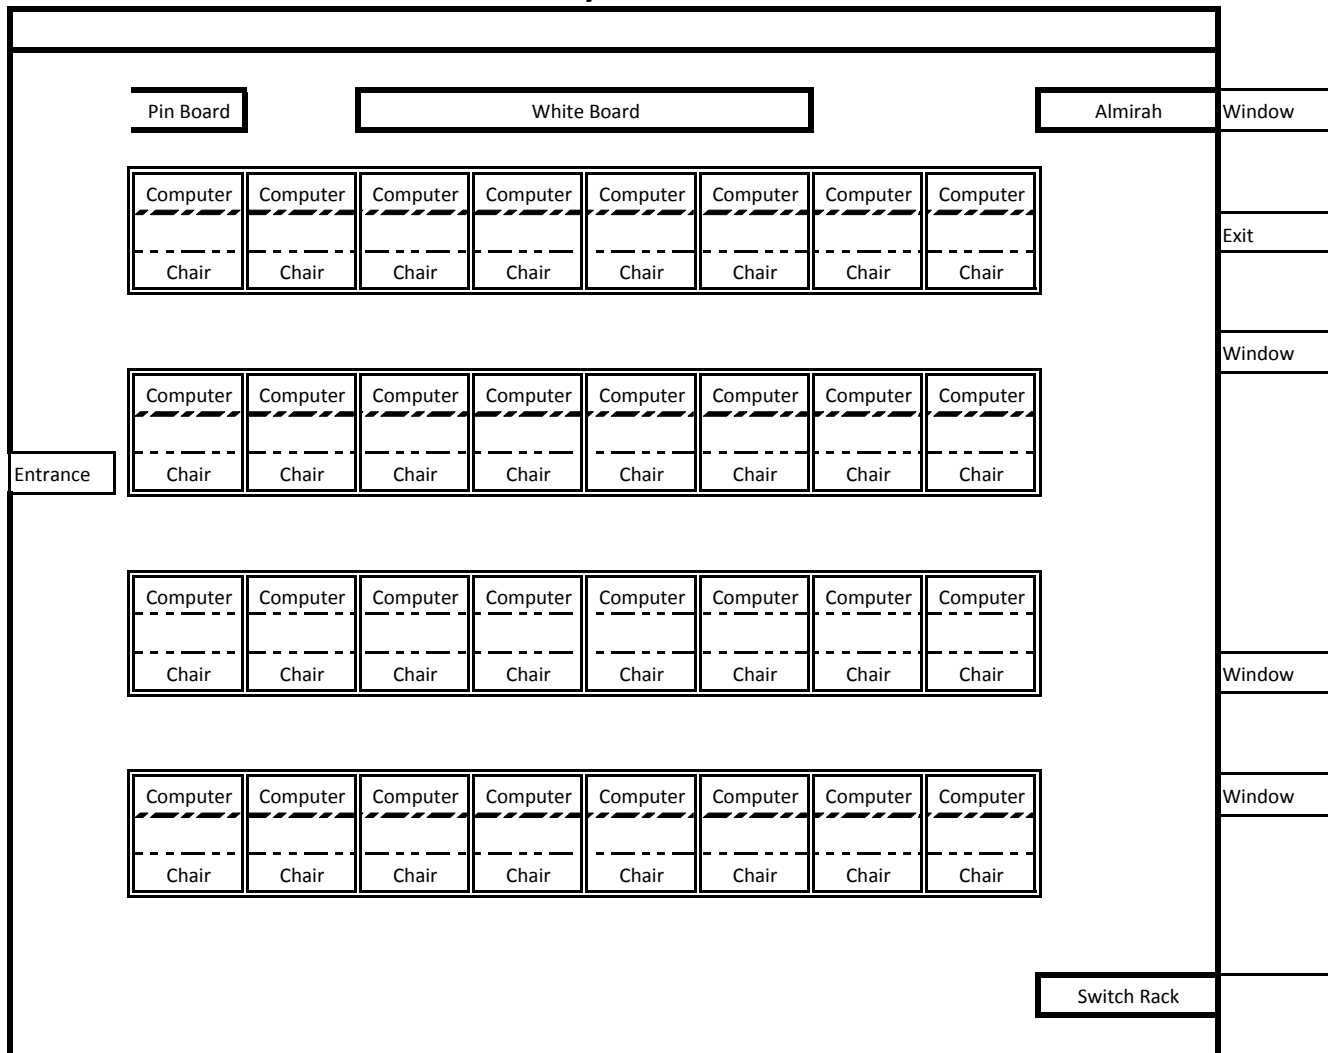 Pin Board White Board Almirah Window
Computer Computer Computer Computer Computer Computer Computer Computer
Exit
Chair Chair Chair Chair Chair Chair Chair Chair
Window
Computer Computer Computer Computer Computer Computer Computer Computer
Entrance Chair Chair Chair Chair Chair Chair Chair Chair
Computer Computer Computer Computer Computer Computer Computer Computer
Chair Chair Chair Chair Chair Chair Chair Chair Window
Computer Computer Computer Computer Computer Computer Computer Computer Window
Chair Chair Chair Chair Chair Chair Chair Chair
Switch Rack